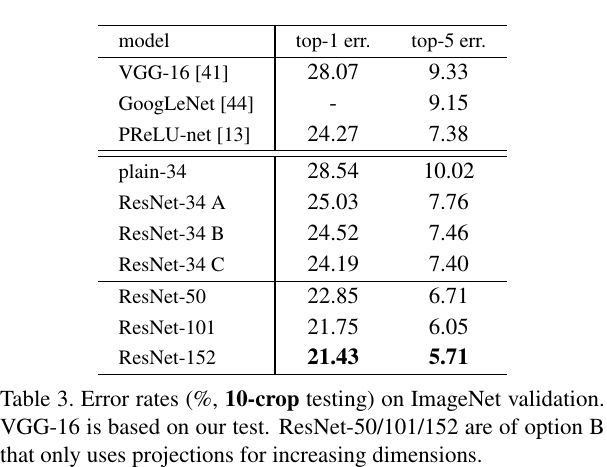 model top-1 err. top-5 err.
VGG-16 [41] 28.07 9.33
GoogLeNet [44] - 9.15
PReLU-net [13] 24.27 7.38
plain-34 28.54 10.02
ResNet-34 A 25.03 7.76
ResNet-34 B 24.52 7.46
ResNet-34 C 24.19 7.40
ResNet-50 22.85 6.71
ResNet-101 21.75 6.05
ResNet-152 21.43 5.71
Table 3. Error rates (%, 10-crop testing) on ImageNet validation.
VGG-16 is based on our test. ResNet-50/101/152 are of option B
that only uses projections for increasing dimensions.